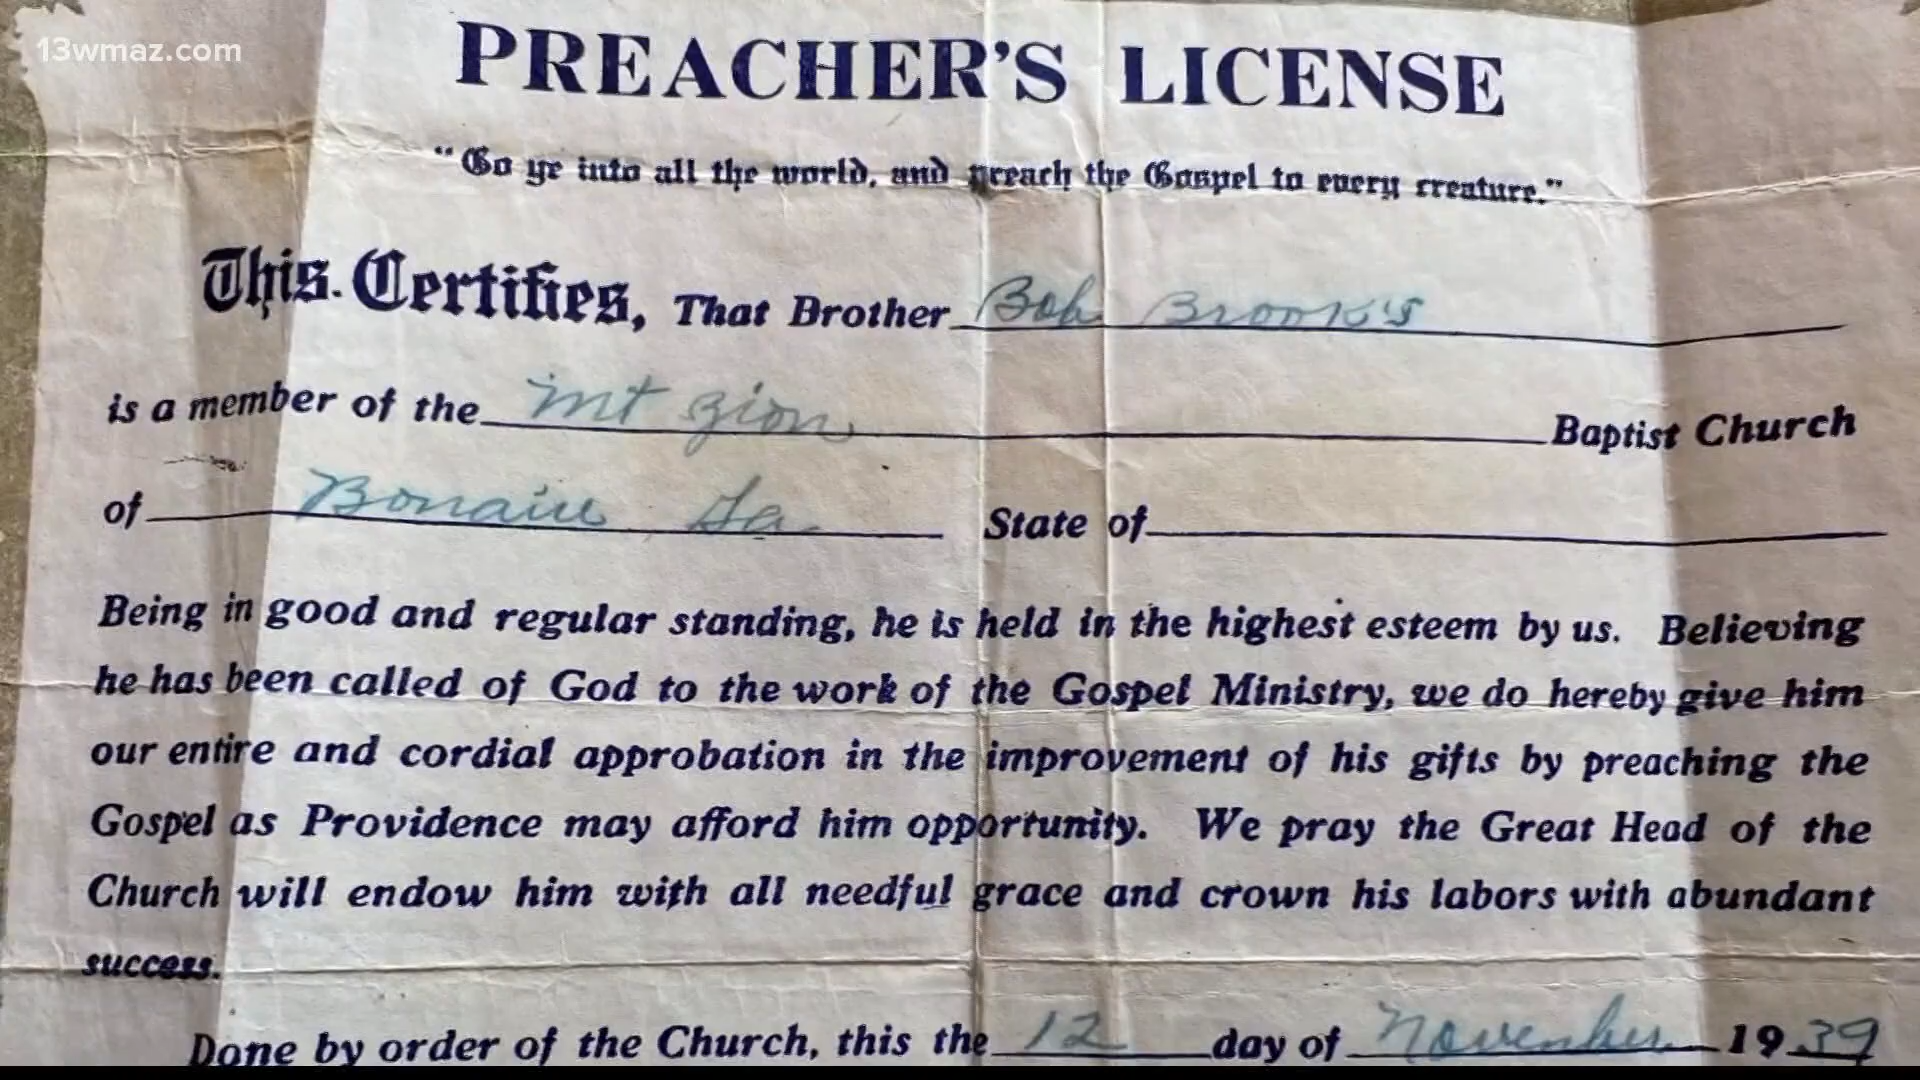 13wmaz.com
PREACHER'S LICENSE
"Go ye into all the world, and preach the Gospel to every creature."
This Certifies, That Brother Bob Brook's
is a member of the Mt Zion Baptist Church
of Bonaire Ga. State of
Being in good and regular standing, he is held in the highest esteem by us. Believing
he has been called of God to the work of the Gospel Ministry, we do hereby give him
our entire and cordial approbation in the improvement of his gifts by preaching the
Gospel as Providence may afford him opportunity. We pray the Great Head of the
Church will endow him with all needful grace and crown his labors with abundant
success.
Done by order of the Church, this the 12 day of November 1939